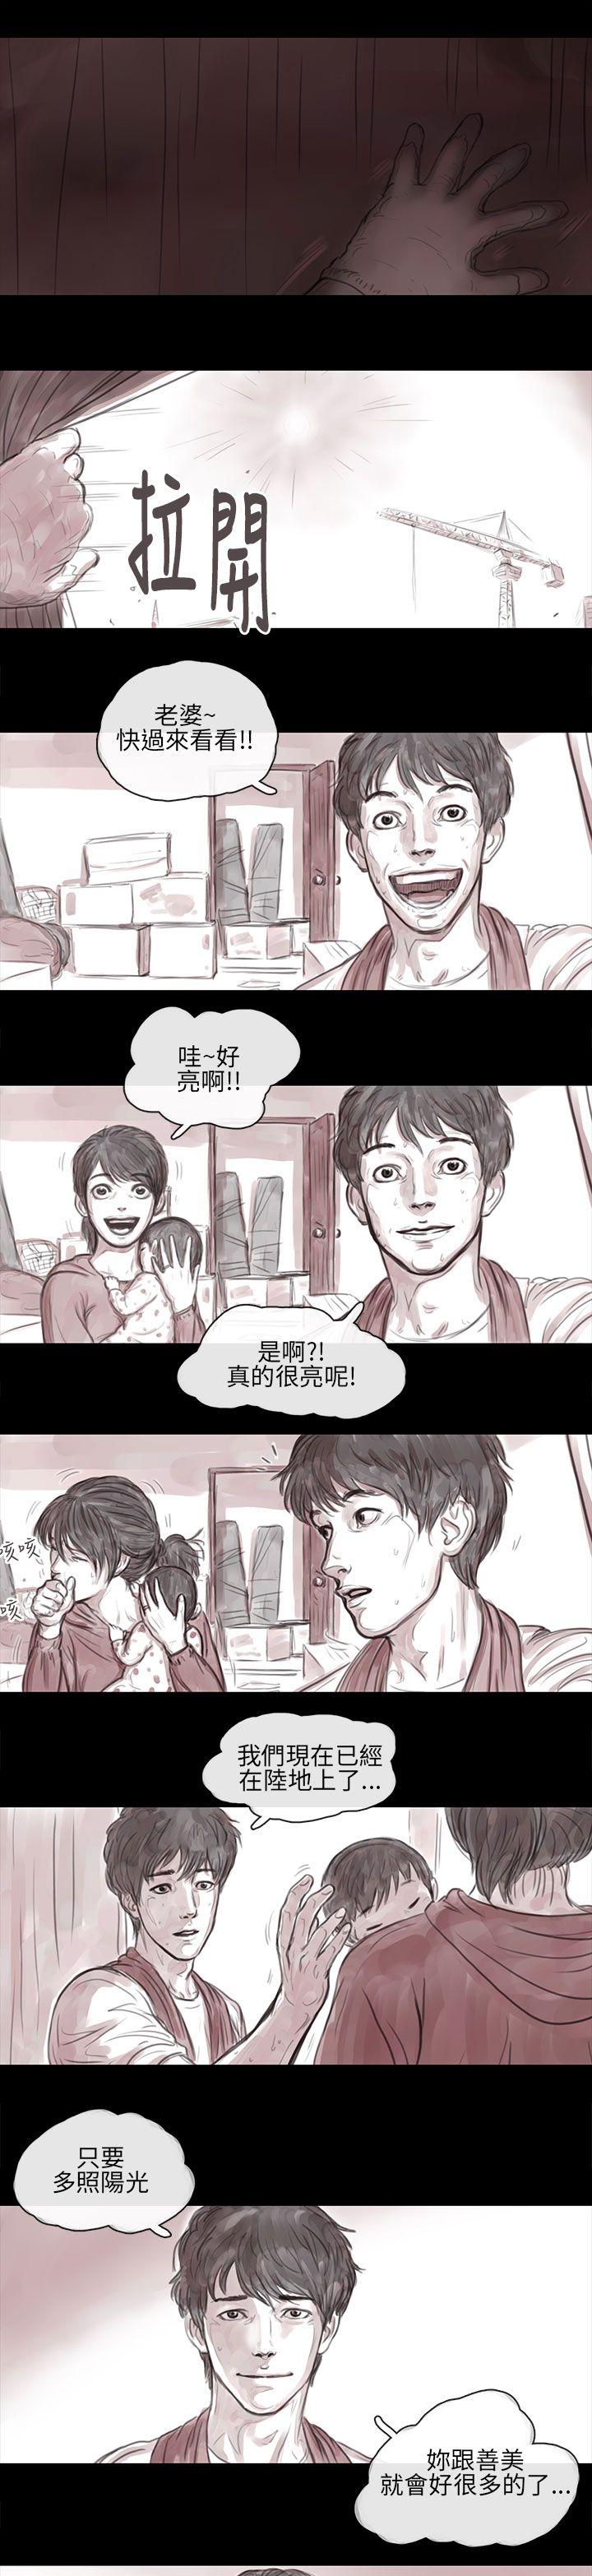 拉開
老婆~
快過來看看!!
哇~好
亮啊!!
是啊?!
真的很亮呢!
咳咳
咳
我們現在已經
在陸地上了...
只要
多照陽光
妳跟善美
就會好很多的了...